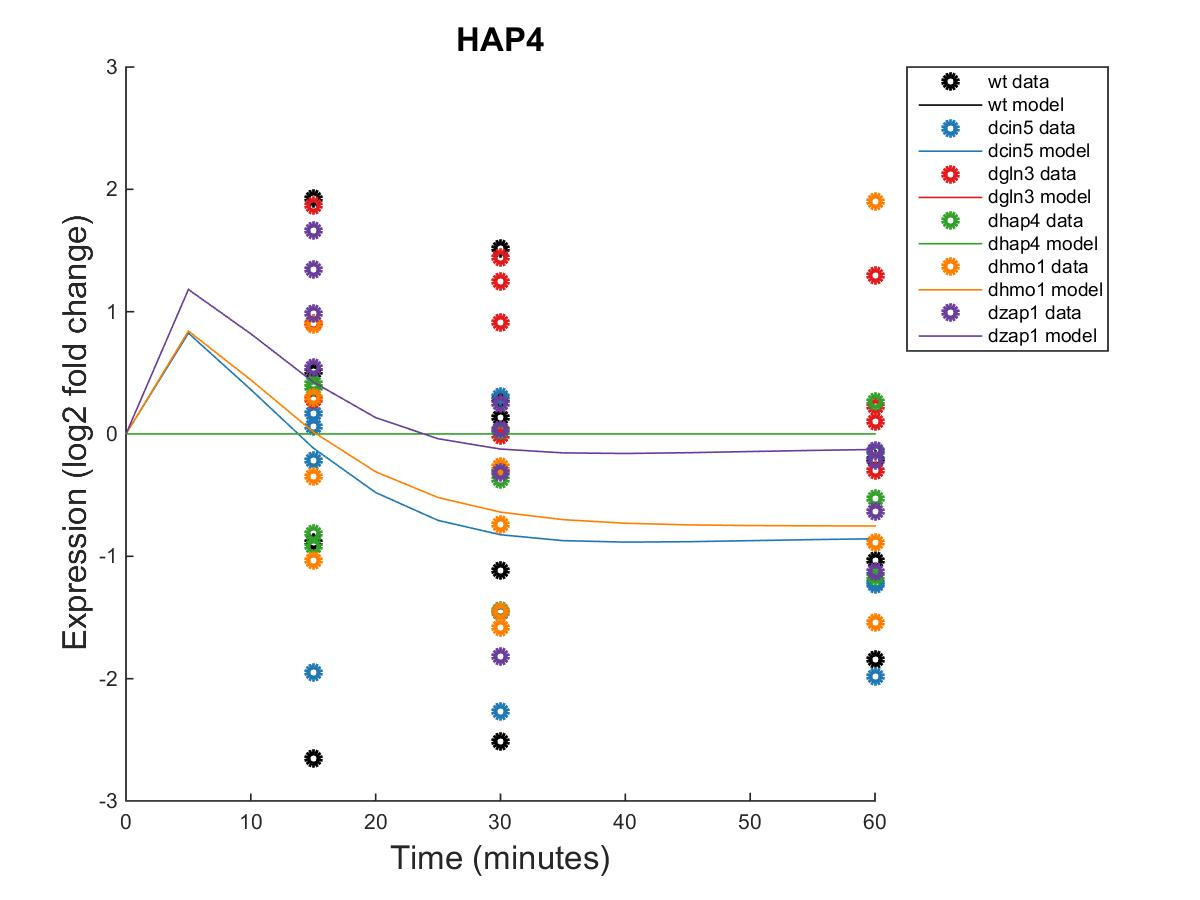 HAP4
Expression (log2 fold change)
3
2
1
0
-1
-2
-3
0 10 20 30 40 50 60
Time (minutes)
wt data
wt model
dcin5 data
dcin5 model
dgln3 data
dgln3 model
dhap4 data
dhap4 model
dhmo1 data
dhmo1 model
dzap1 data
dzap1 model